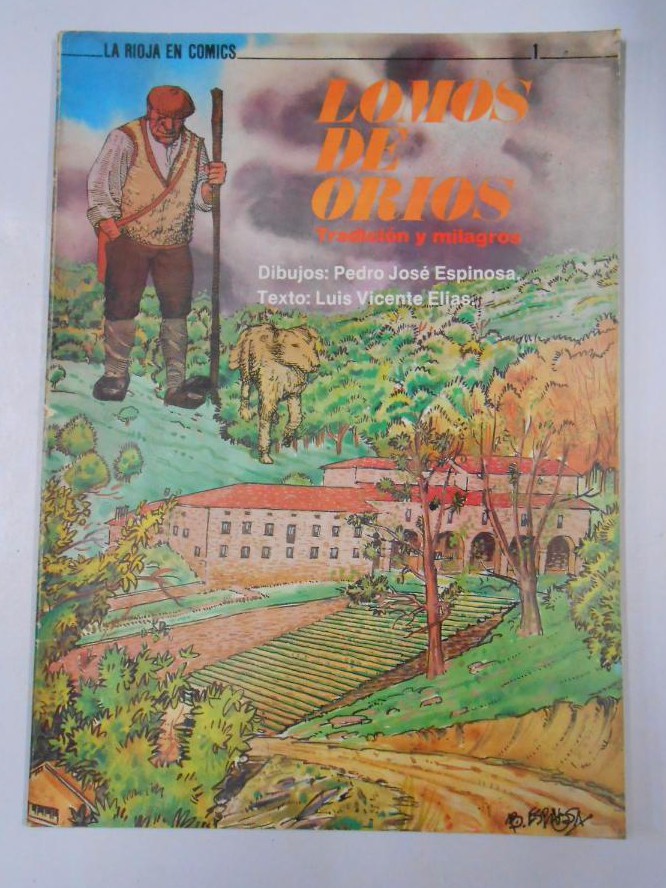 LA RIOJA EN COMICS
1
LOMOS
DE
ORIOS
Tradición y milagros
Dibujos: Pedro José Espinosa.
Texto: Luis Vicente Elías.